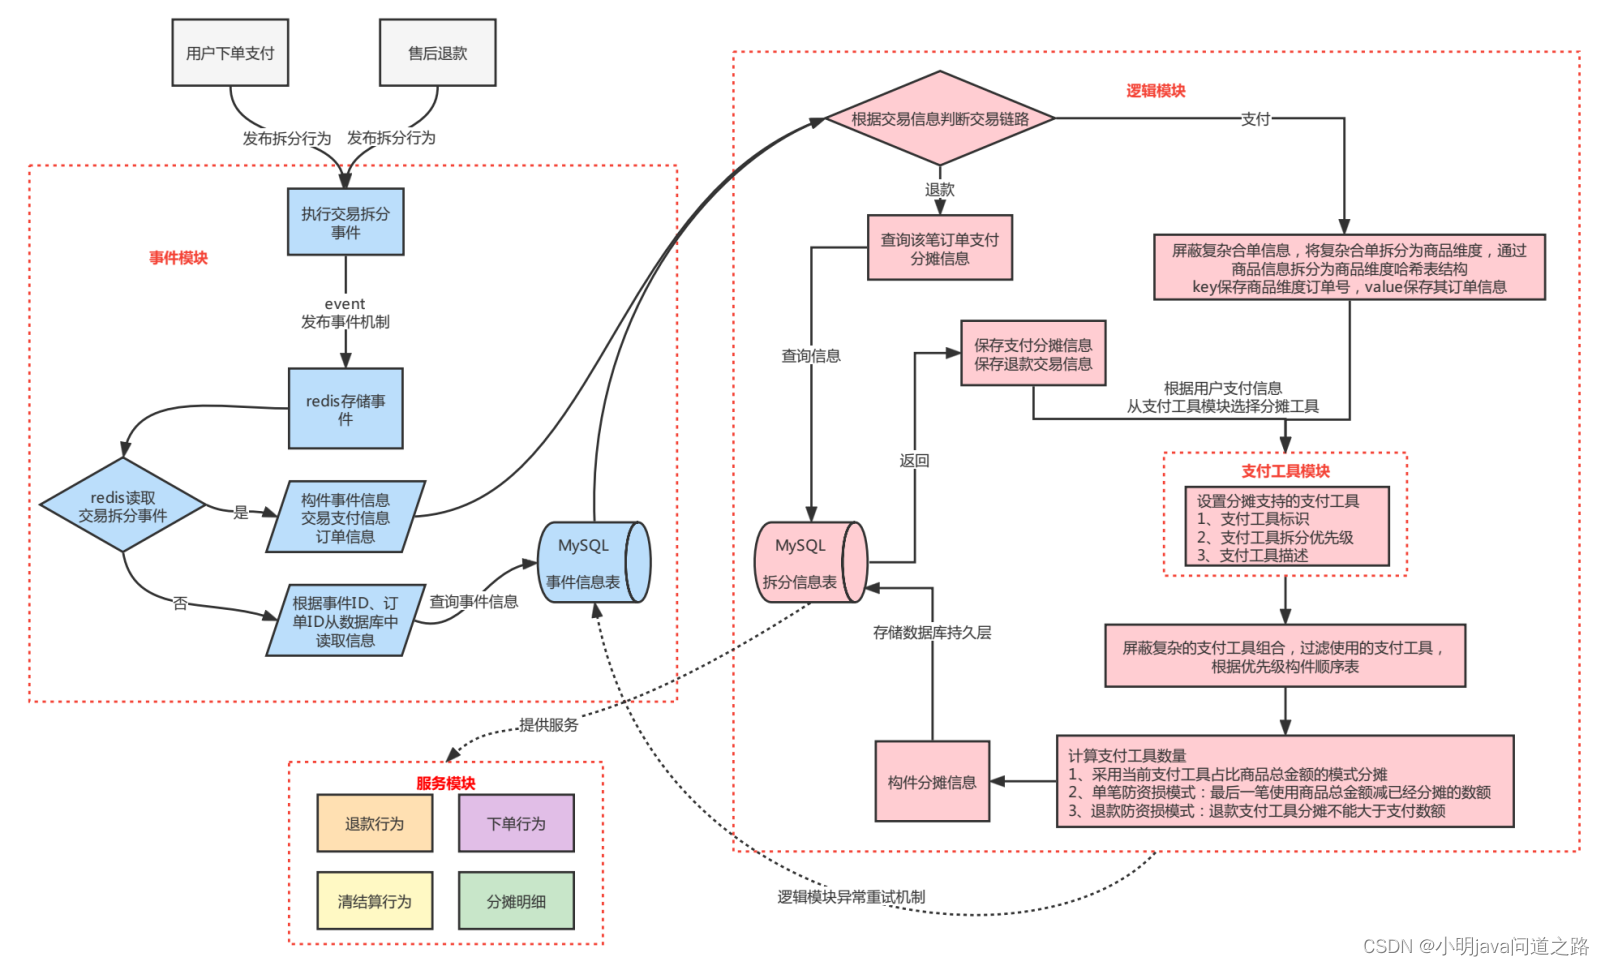 用户下单支付
售后退款
发布拆分行为
发布拆分行为
事件模块
执行交易拆分
事件
event
发布事件机制
redis存储事
件
redis读取
交易拆分事件
是
构件事件信息
交易支付信息
订单信息
否
根据事件ID、订
单ID从数据库中
读取信息
查询事件信息
MySQL
事件信息表
逻辑模块
根据交易信息判断交易链路
支付
退款
查询该笔订单支付
分摊信息
屏蔽复杂合单信息，将复杂合单拆分为商品维度，通过
商品信息拆分为商品维度哈希表结构
key保存商品维度订单号，value保存其订单信息
查询信息
保存支付分摊信息
保存退款交易信息
根据用户支付信息
从支付工具模块选择分摊工具
返回
支付工具模块
设置分摊支持的支付工具
1、支付工具标识
2、支付工具拆分优先级
3、支付工具描述
MySQL
拆分信息表
存储数据库持久层
屏蔽复杂的支付工具组合，过滤使用的支付工具，
根据优先级构件顺序表
构件分摊信息
计算支付工具数量
1、采用当前支付工具占比商品总金额的模式分摊
2、单笔防资损模式：最后一笔使用商品总金额减已经分摊的数额
3、退款防资损模式：退款支付工具分摊不能大于支付数额
提供服务
服务模块
退款行为
下单行为
清结算行为
分摊明细
逻辑模块异常重试机制
CSDN @小明java问道之路